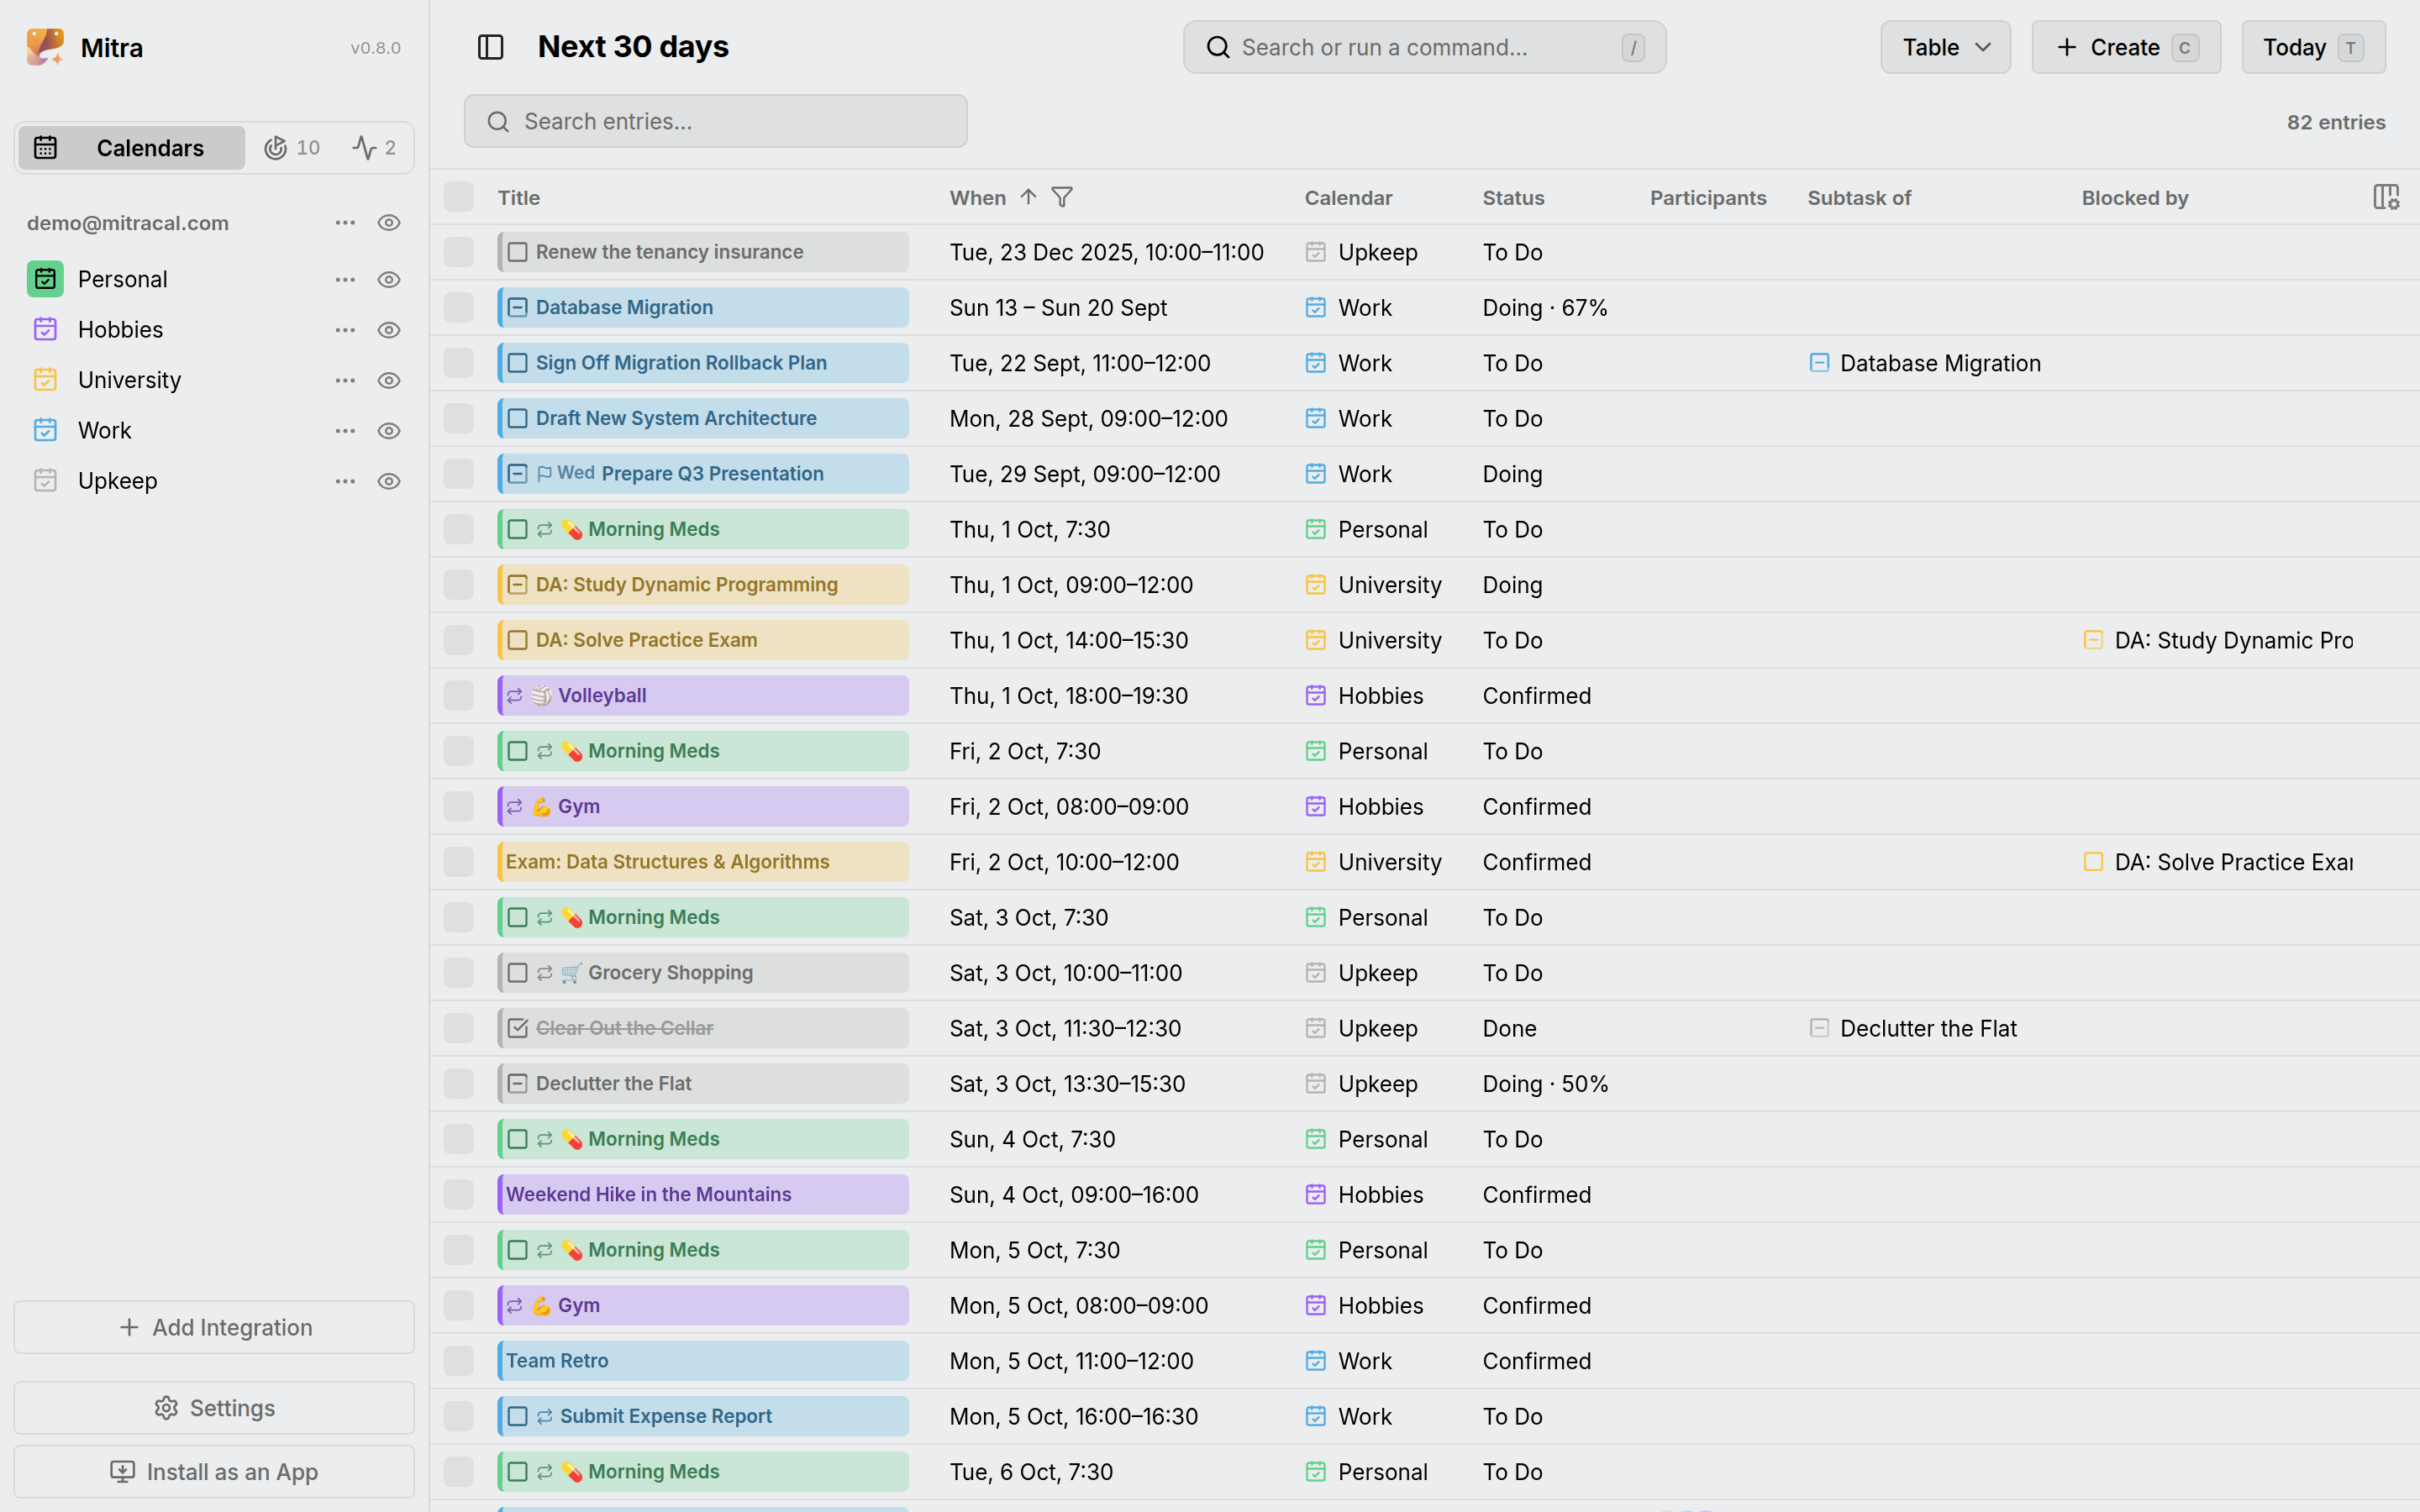 Mitra v0.8.0
Next 30 days
Search or run a command... /
Table
Create C
Today T
Calendars 10 2
Search entries...
82 entries
demo@mitracal.com
Personal
Hobbies
University
Work
Upkeep
Add Integration
Settings
Install as an App
Title When Calendar Status Participants Subtask of Blocked by
Renew the tenancy insurance Tue, 23 Dec 2025, 10:00–11:00 Upkeep To Do
Database Migration Sun 13 – Sun 20 Sept Work Doing · 67%
Sign Off Migration Rollback Plan Tue, 22 Sept, 11:00–12:00 Work To Do Database Migration
Draft New System Architecture Mon, 28 Sept, 09:00–12:00 Work To Do
Wed Prepare Q3 Presentation Tue, 29 Sept, 09:00–12:00 Work Doing
Morning Meds Thu, 1 Oct, 7:30 Personal To Do
DA: Study Dynamic Programming Thu, 1 Oct, 09:00–12:00 University Doing
DA: Solve Practice Exam Thu, 1 Oct, 14:00–15:30 University To Do DA: Study Dynamic Pro
Volleyball Thu, 1 Oct, 18:00–19:30 Hobbies Confirmed
Morning Meds Fri, 2 Oct, 7:30 Personal To Do
Gym Fri, 2 Oct, 08:00–09:00 Hobbies Confirmed
Exam: Data Structures & Algorithms Fri, 2 Oct, 10:00–12:00 University Confirmed DA: Solve Practice Exa
Morning Meds Sat, 3 Oct, 7:30 Personal To Do
Grocery Shopping Sat, 3 Oct, 10:00–11:00 Upkeep To Do
Clear Out the Cellar Sat, 3 Oct, 11:30–12:30 Upkeep Done Declutter the Flat
Declutter the Flat Sat, 3 Oct, 13:30–15:30 Upkeep Doing · 50%
Morning Meds Sun, 4 Oct, 7:30 Personal To Do
Weekend Hike in the Mountains Sun, 4 Oct, 09:00–16:00 Hobbies Confirmed
Morning Meds Mon, 5 Oct, 7:30 Personal To Do
Gym Mon, 5 Oct, 08:00–09:00 Hobbies Confirmed
Team Retro Mon, 5 Oct, 11:00–12:00 Work Confirmed
Submit Expense Report Mon, 5 Oct, 16:00–16:30 Work To Do
Morning Meds Tue, 6 Oct, 7:30 Personal To Do